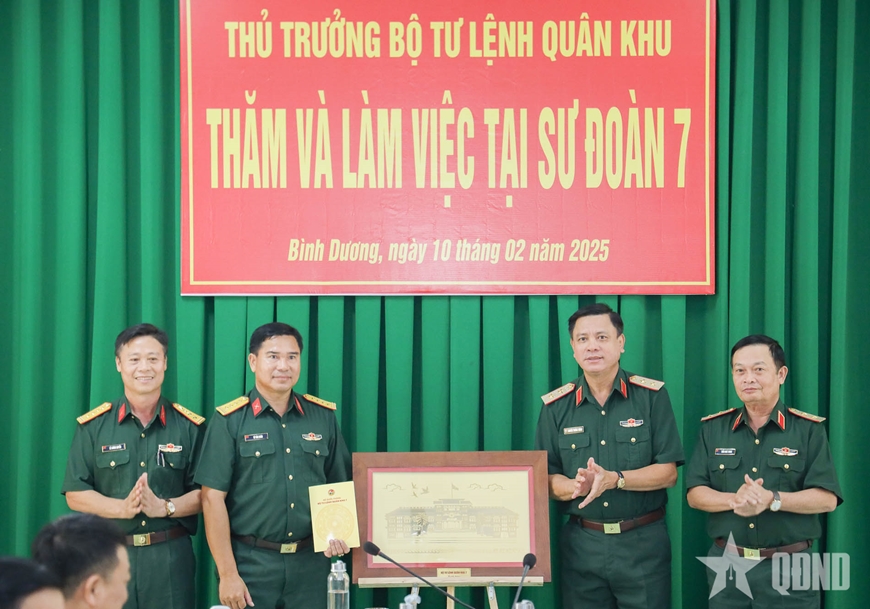 THỦ TRƯỞNG BỘ TƯ LỆNH QUÂN KHU
THĂM VÀ LÀM VIỆC TẠI SƯ ĐOÀN 7
Bình Dương, ngày 10 tháng 02 năm 2025
QĐND